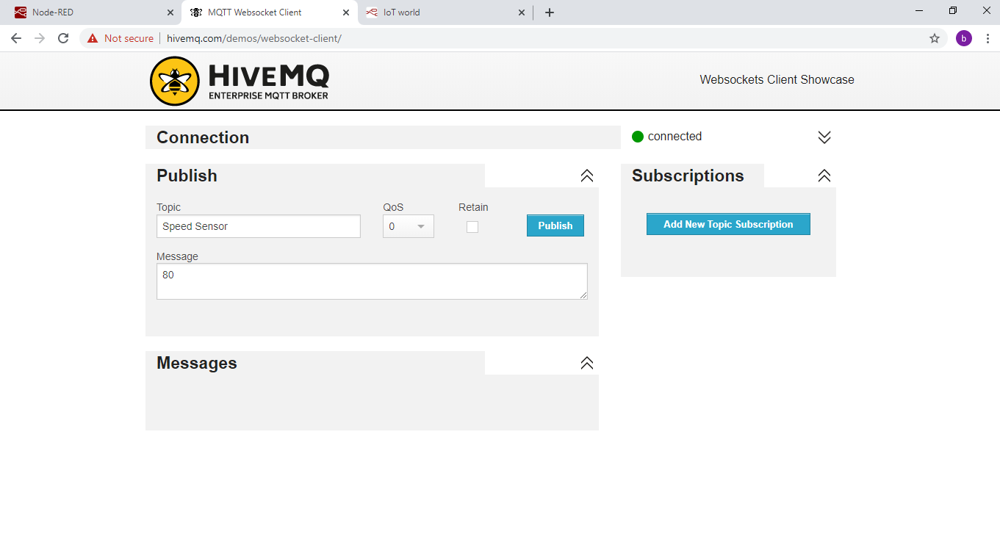 Node-RED
MQTT Websocket Client
IoT world
Not secure
hivemq.com/demos/websocket-client/
b
HIVEMQ
ENTERPRISE MQTT BROKER
Websockets Client Showcase
Connection
connected
Publish
Subscriptions
Topic
QoS
Retain
Speed Sensor
0
Publish
Add New Topic Subscription
Message
80
Messages